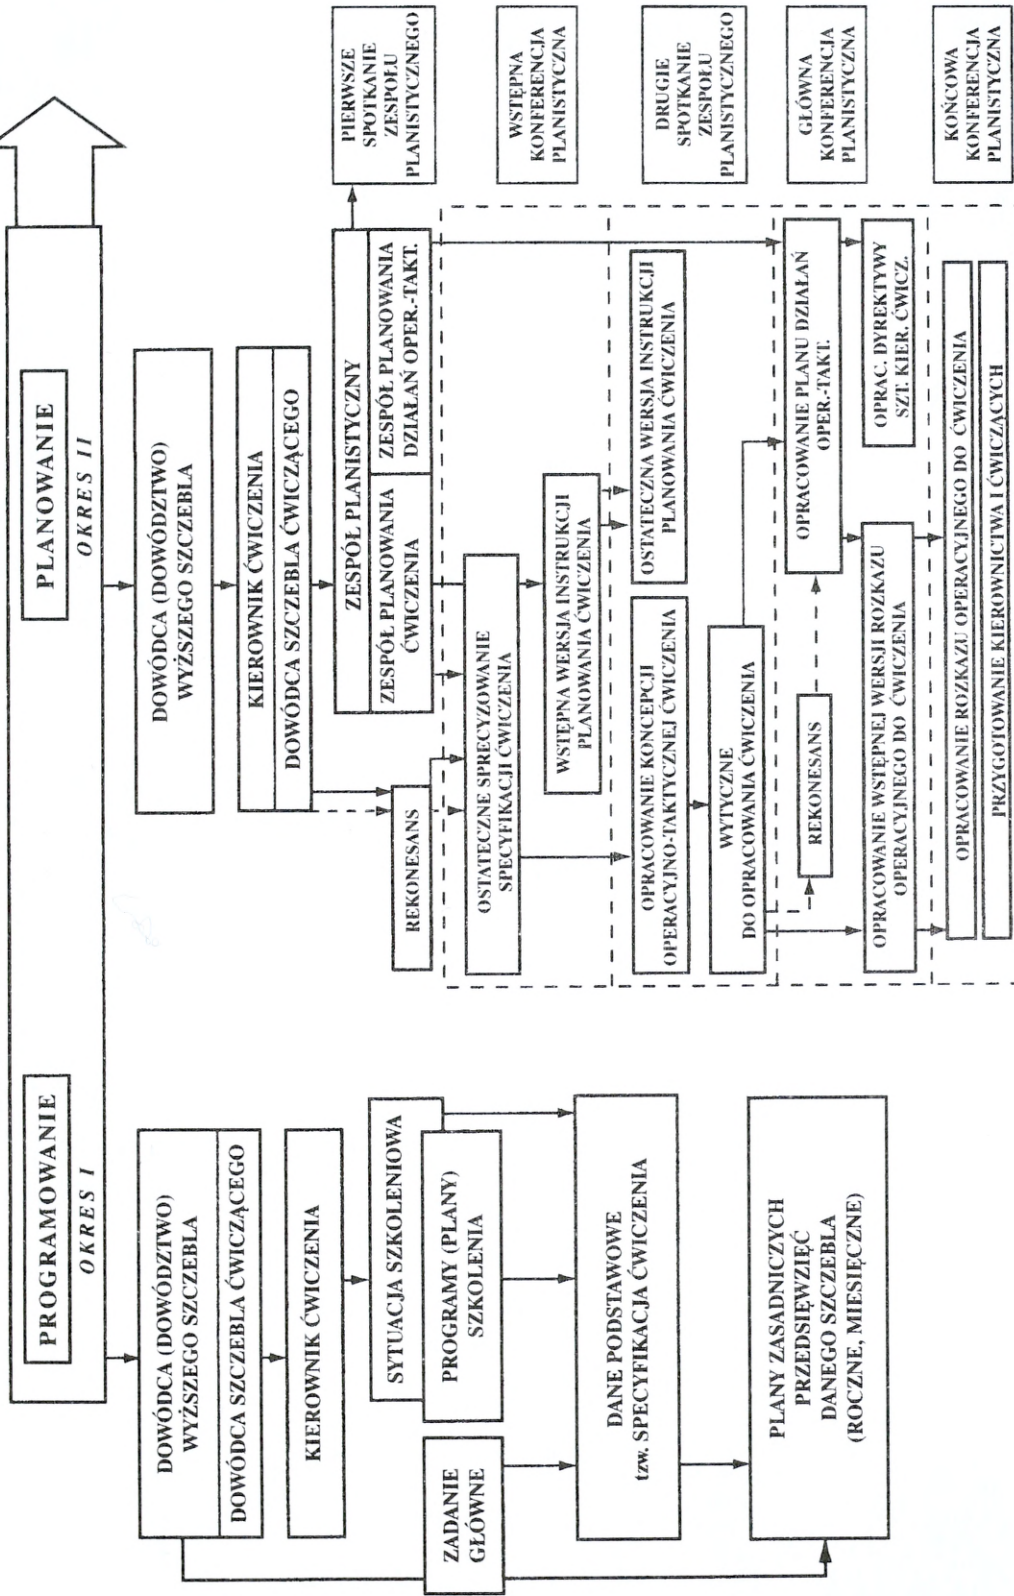 PROGRAMOWANIE
OKRES I
DOWÓDCA (DOWÓDZTWO)
WYŻSZEGO SZCZEBLA
DOWÓDCA SZCZEBLA ĆWICZĄCEGO
KIEROWNIK ĆWICZENIA
SYTUACJA SZKOLENIOWA
PROGRAMY (PLANY)
SZKOLENIA
ZADANIE
GŁÓWNE
DANE PODSTAWOWE
tzw. SPECYFIKACJA ĆWICZENIA
PLANY ZASADNICZYCH
PRZEDSIĘWZIĘĆ
DANEGO SZCZEBLA
(ROCZNE, MIESIĘCZNE)
PLANOWANIE
OKRES II
DOWÓDCA (DOWÓDZTWO)
WYŻSZEGO SZCZEBLA
KIEROWNIK ĆWICZENIA
DOWÓDCA SZCZEBLA ĆWICZĄCEGO
ZESPÓŁ PLANISTYCZNY
ZESPÓŁ PLANOWANIA
ĆWICZENIA
ZESPÓŁ PLANOWANIA
DZIAŁAŃ OPER.-TAKT.
PIERWSZE
SPOTKANIE
ZESPOŁU
PLANISTYCZNEGO
REKONESANS
OSTATECZNE SPRECYZOWANIE
SPECYFIKACJI ĆWICZENIA
WSTĘPNA WERSJA INSTRUKCJI
PLANOWANIA ĆWICZENIA
WSTĘPNA
KONFERENCJA
PLANISTYCZNA
OPRACOWANIE KONCEPCJI
OPERACYJNO-TAKTYCZNEJ ĆWICZENIA
OSTATECZNA WERSJA INSTRUKCJI
PLANOWANIA ĆWICZENIA
WYTYCZNE
DO OPRACOWANIA ĆWICZENIA
DRUGIE
SPOTKANIE
ZESPOŁU
PLANISTYCZNEGO
REKONESANS
OPRACOWANIE PLANU DZIAŁAŃ
OPER.-TAKT.
OPRACOWANIE WSTĘPNEJ WERSJI ROZKAZU
OPERACYJNEGO DO ĆWICZENIA
OPRAC. DYREKTYWY
SZT. KIER. ĆWICZ.
GŁÓWNA
KONFERENCJA
PLANISTYCZNA
OPRACOWANIE ROZKAZU OPERACYJNEGO DO ĆWICZENIA
PRZYGOTOWANIE KIEROWNICTWA I ĆWICZĄCYCH
KOŃCOWA
KONFERENCJA
PLANISTYCZNA